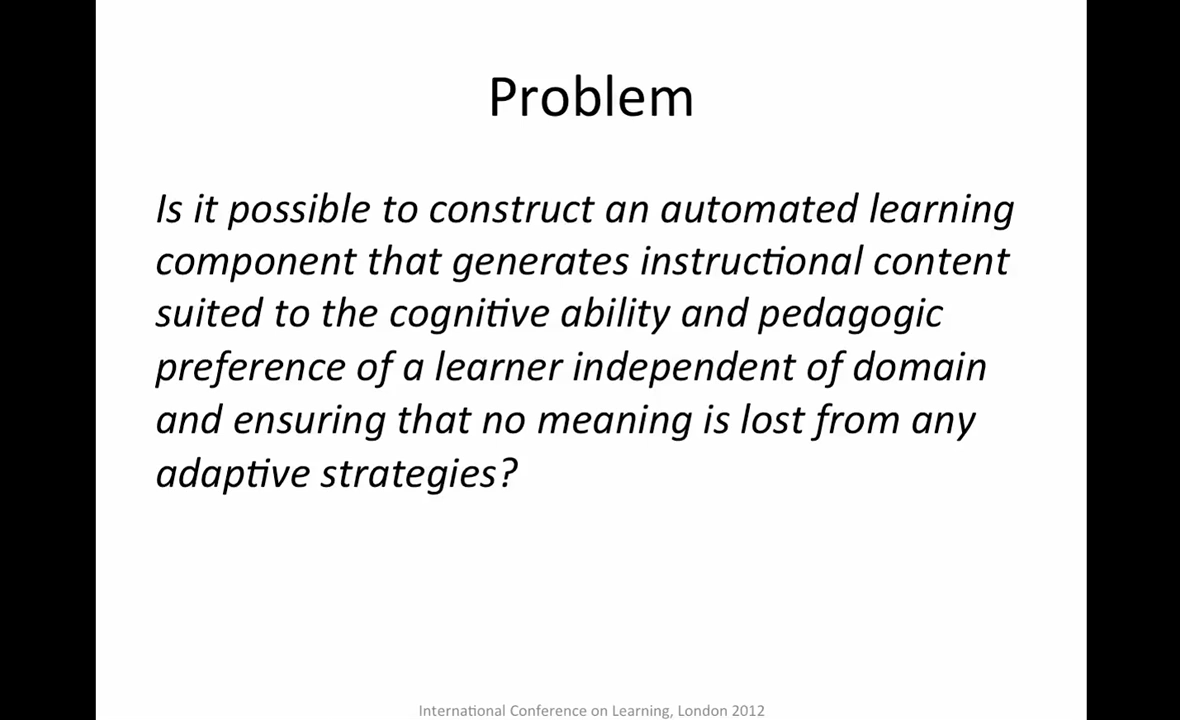 Problem
Is it possible to construct an automated learning
component that generates instructional content
suited to the cognitive ability and pedagogic
preference of a learner independent of domain
and ensuring that no meaning is lost from any
adaptive strategies?
International Conference on Learning, London 2012